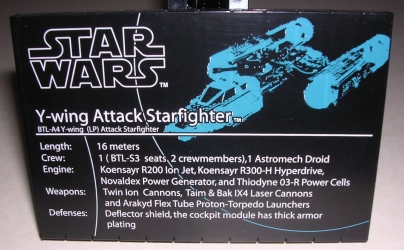 STAR
WARS™
Y-wing Attack Starfighter™
BTL-A4 Y-wing (LP) Attack Starfighter
Length: 16 meters
Crew: 1 ( BTL-S3 seats 2 crewmembers),1 Astromech Droid
Engine: Koensayr R200 Ion Jet, Koensayr R300-H Hyperdrive,
Novaldex Power Generator, and Thiodyne 03-R Power Cells
Weapons: Twin Ion Cannons, Taim & Bak IX4 Laser Cannons
and Arakyd Flex Tube Proton-Torpedo Launchers
Defenses: Deflector shield, the cockpit module has thick armor
plating